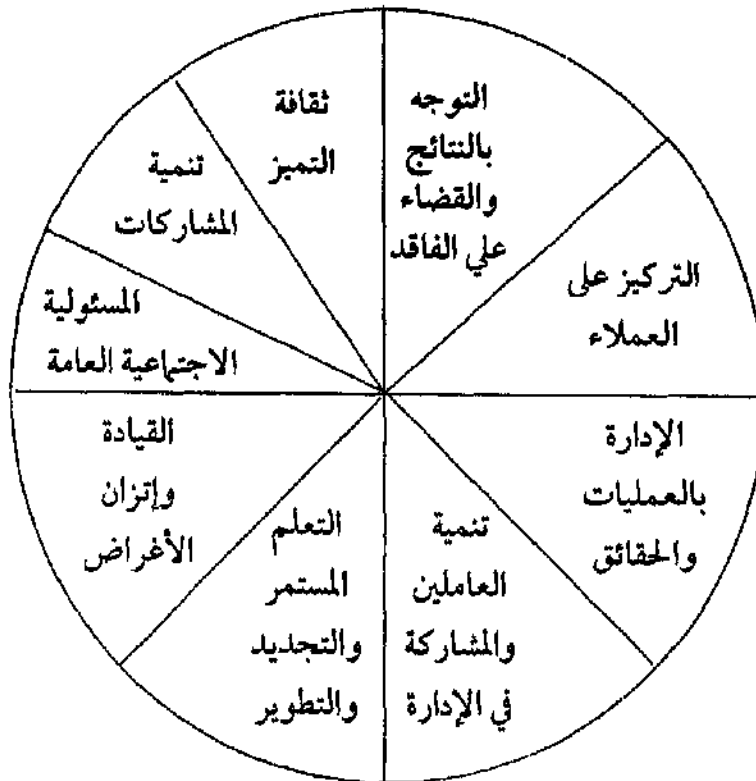 التوجه
بالنتائج
والقضاء
علي الفاقد
التركيز على
العملاء
الإدارة
بالعمليات
والحقائق
تنمية
العاملين
والمشاركة
في الإدارة
التعلم
المستمر
والتجديد
والتطوير
القيادة
وإتزان
الأغراض
المسئولية
الاجتماعية العامة
تنمية
المشاركات
ثقافة
التميز